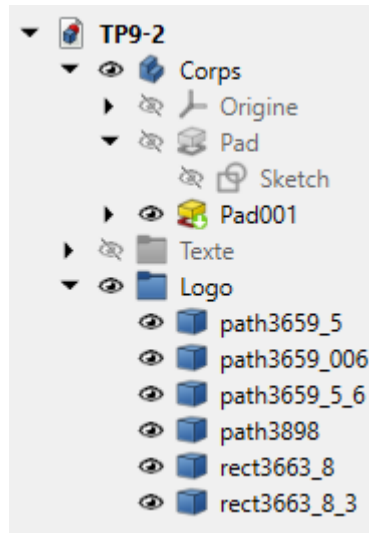 TP9-2
Corps
Origine
Pad
Sketch
Pad001
Texte
Logo
path3659_5
path3659_006
path3659_5_6
path3898
rect3663_8
rect3663_8_3